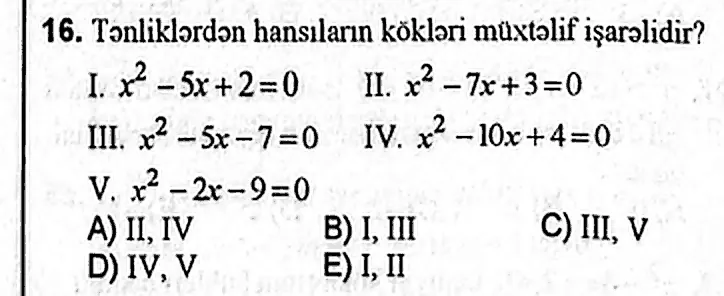 16. Tənliklərdən hansıların kökləri müxtəlif işarəlidir?
I. x² − 5x + 2 = 0 II. x² − 7x + 3 = 0
III. x² − 5x − 7 = 0 IV. x² − 10x + 4 = 0
V. x² − 2x − 9 = 0
A) II, IV B) I, III C) III, V
D) IV, V E) I, II